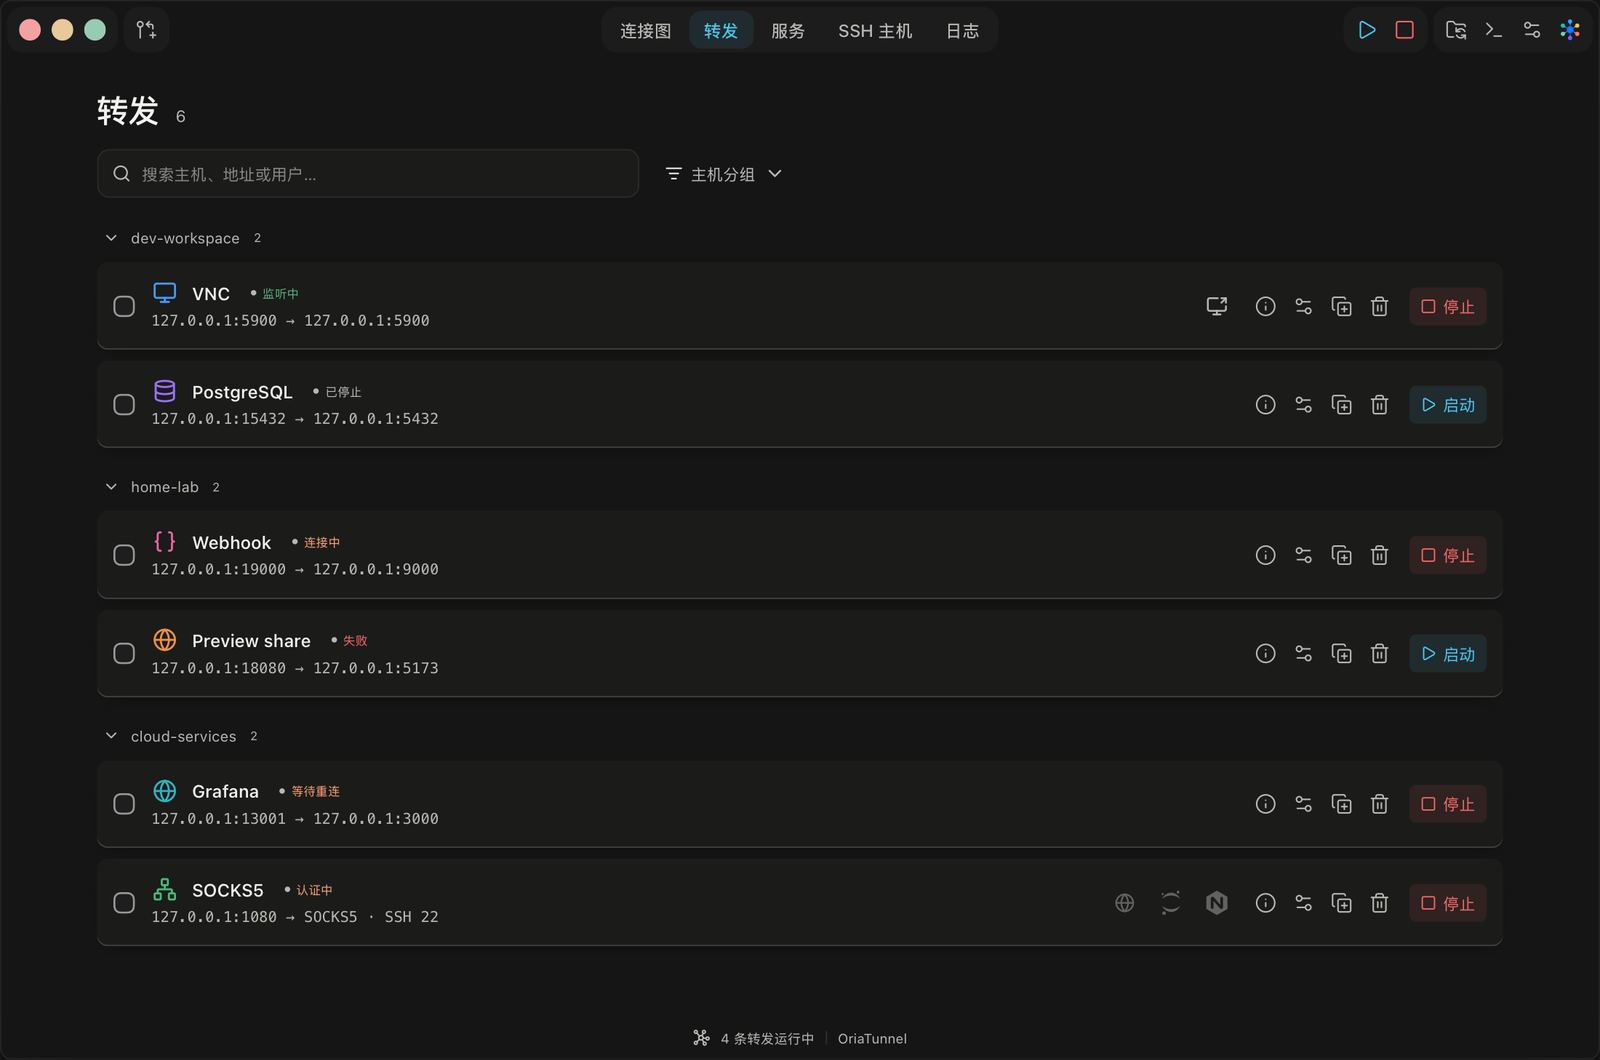 连接图 转发 服务 SSH 主机 日志
转发 6
搜索主机、地址或用户... 主机分组
dev-workspace 2
VNC • 监听中
127.0.0.1:5900 → 127.0.0.1:5900 停止
PostgreSQL • 已停止
127.0.0.1:15432 → 127.0.0.1:5432 启动
home-lab 2
Webhook • 连接中
127.0.0.1:19000 → 127.0.0.1:9000 停止
Preview share • 失败
127.0.0.1:18080 → 127.0.0.1:5173 启动
cloud-services 2
Grafana • 等待重连
127.0.0.1:13001 → 127.0.0.1:3000 停止
SOCKS5 • 认证中
127.0.0.1:1080 → SOCKS5 · SSH 22 N 停止
4 条转发运行中 | OriaTunnel